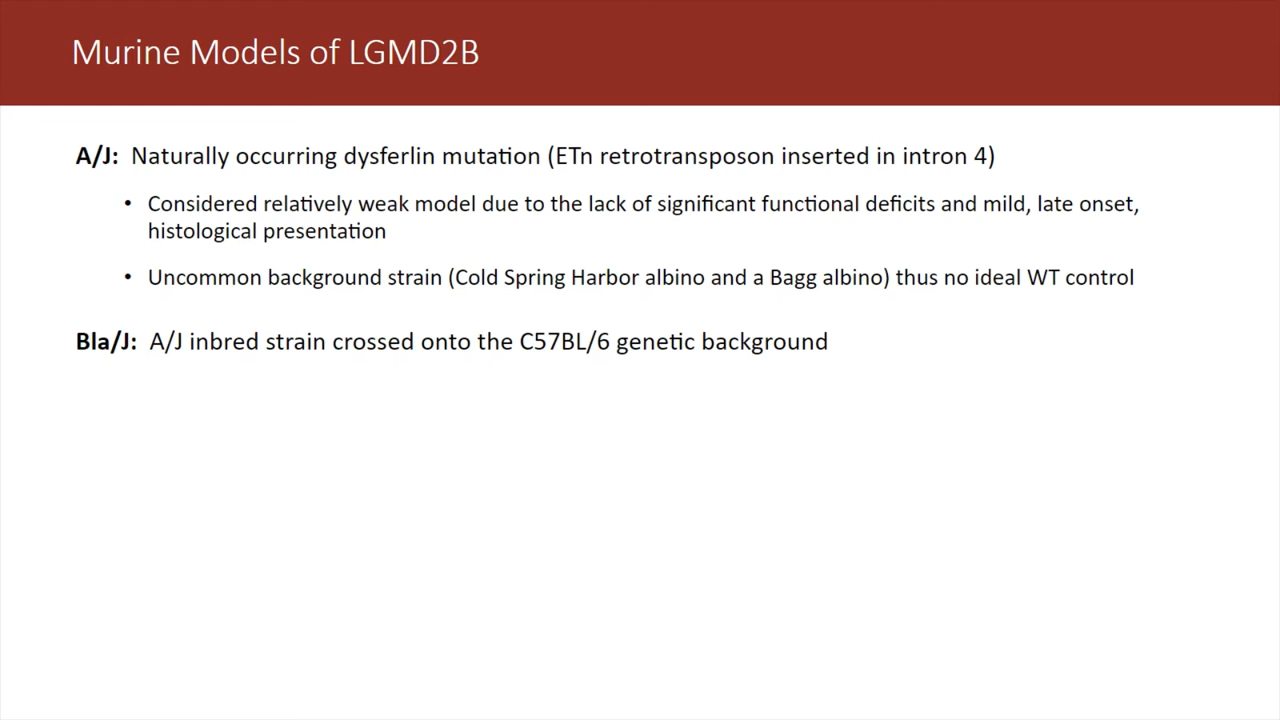 Murine Models of LGMD2B
A/J: Naturally occurring dysferlin mutation (ETn retrotransposon inserted in intron 4)
• Considered relatively weak model due to the lack of significant functional deficits and mild, late onset,
histological presentation
• Uncommon background strain (Cold Spring Harbor albino and a Bagg albino) thus no ideal WT control
Bla/J: A/J inbred strain crossed onto the C57BL/6 genetic background